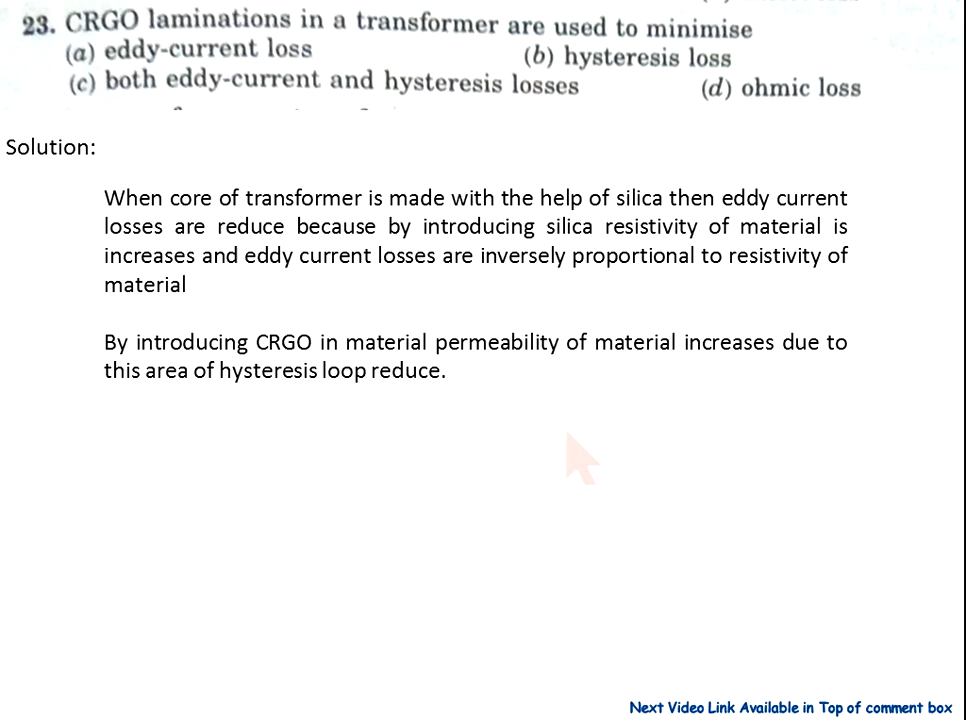 23. CRGO laminations in a transformer are used to minimise
(a) eddy-current loss (b) hysteresis loss
(c) both eddy-current and hysteresis losses (d) ohmic loss
Solution:
When core of transformer is made with the help of silica then eddy current
losses are reduce because by introducing silica resistivity of material is
increases and eddy current losses are inversely proportional to resistivity of
material
By introducing CRGO in material permeability of material increases due to
this area of hysteresis loop reduce.
Next Video Link Available in Top of comment box